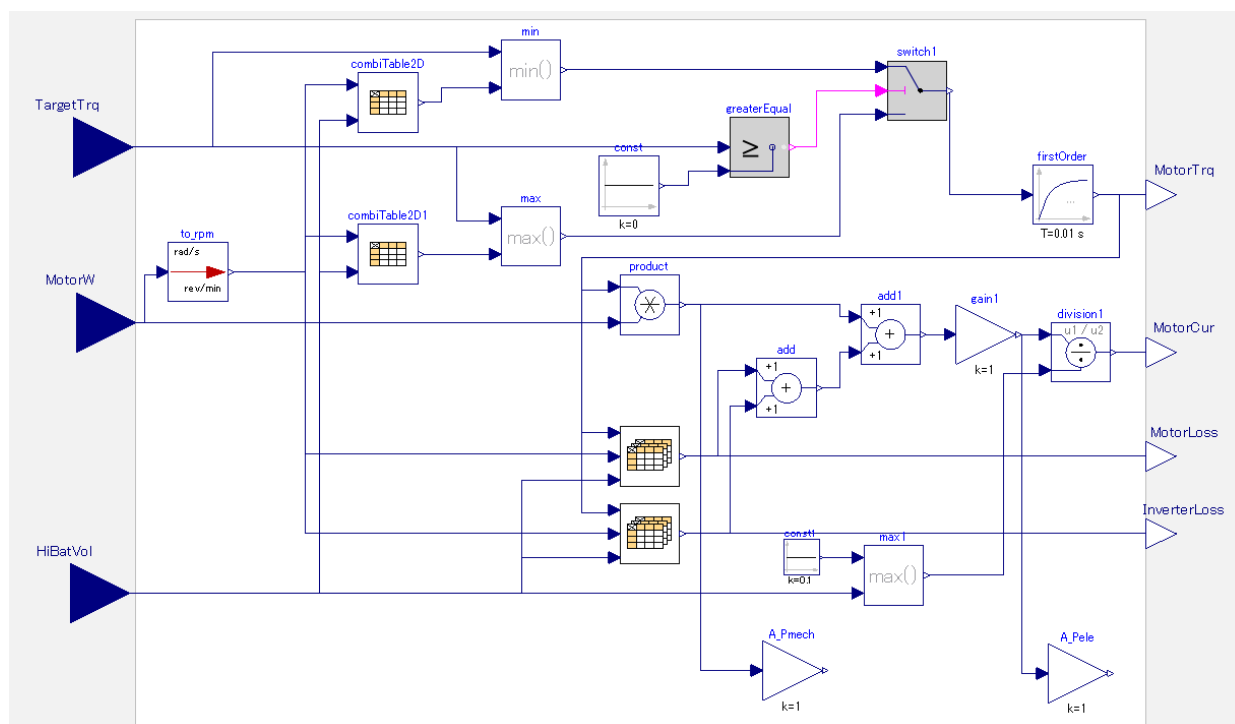 min
switch1
combiTable2D
min()
TargetTrq
greaterEqual
≥
const
firstOrder
MotorTrq
...
k=0
T=0.01 s
max
combiTable2D1
max()
to_rpm
rad/s
rev/min
MotorW
product
add1
gain1
division1
+1
+
+1
u1 / u2
MotorCur
k=1
add
+1
+
+1
MotorLoss
InverterLoss
const1
k=0.1
max1
max()
HiBatVol
A_Pmech
k=1
A_Pele
k=1